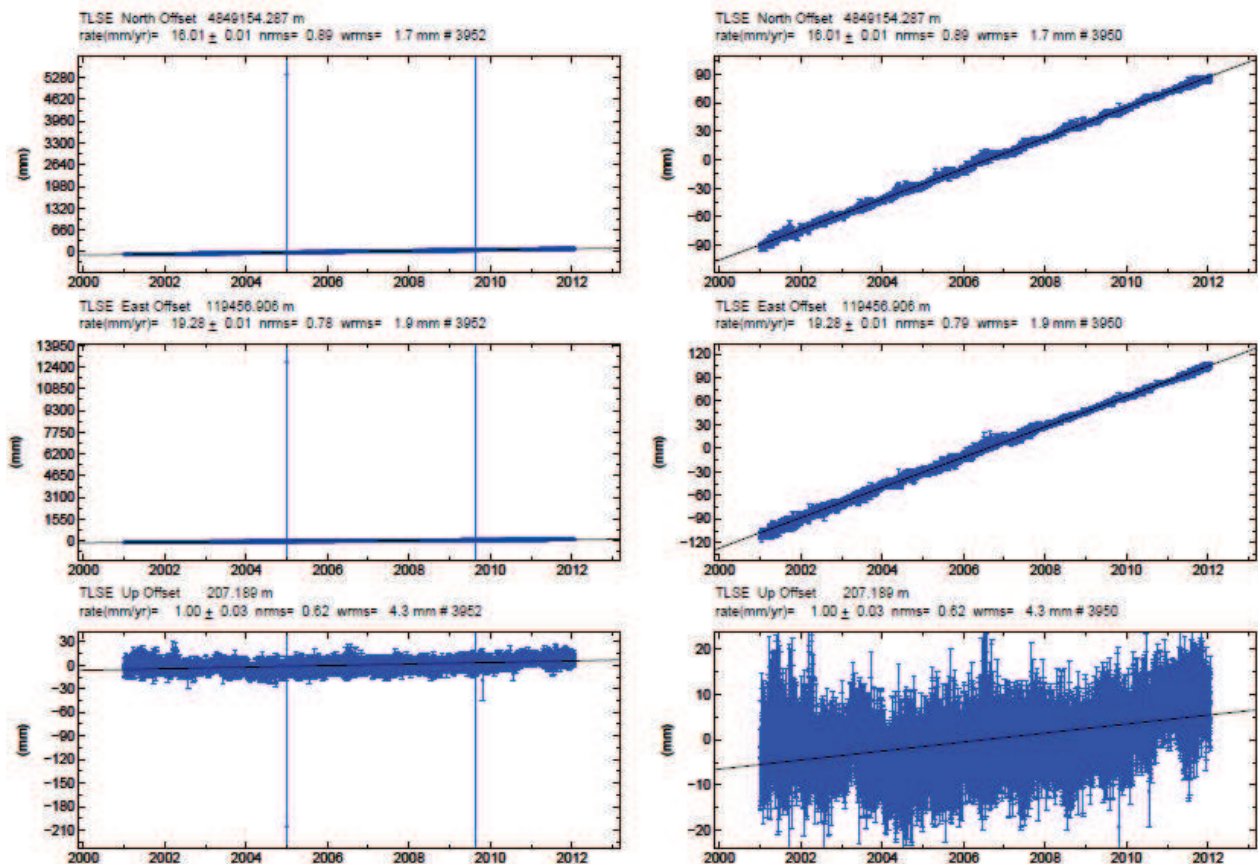 TLSE North Offset 4849154.287 m
rate(mm/yr)= 16.01 ± 0.01 nrms= 0.89 wrms= 1.7 mm # 3952
5280
4620
3960
3300
2640
1980
1320
660
0
(mm)
2000 2002 2004 2006 2008 2010 2012
TLSE East Offset 119456.906 m
rate(mm/yr)= 19.28 ± 0.01 nrms= 0.78 wrms= 1.9 mm # 3952
13950
12400
10850
9300
7750
6200
4650
3100
1550
0
(mm)
2000 2002 2004 2006 2008 2010 2012
TLSE Up Offset 207.189 m
rate(mm/yr)= 1.00 ± 0.03 nrms= 0.62 wrms= 4.3 mm # 3952
30
0
−30
−60
−90
−120
−150
−180
−210
(mm)
2000 2002 2004 2006 2008 2010 2012
TLSE North Offset 4849154.287 m
rate(mm/yr)= 16.01 ± 0.01 nrms= 0.89 wrms= 1.7 mm # 3950
90
60
30
0
−30
−60
−90
(mm)
2000 2002 2004 2006 2008 2010 2012
TLSE East Offset 119456.906 m
rate(mm/yr)= 19.28 ± 0.01 nrms= 0.79 wrms= 1.9 mm # 3950
120
90
60
30
0
−30
−60
−90
−120
(mm)
2000 2002 2004 2006 2008 2010 2012
TLSE Up Offset 207.189 m
rate(mm/yr)= 1.00 ± 0.03 nrms= 0.62 wrms= 4.3 mm # 3950
20
10
0
−10
−20
(mm)
2000 2002 2004 2006 2008 2010 2012